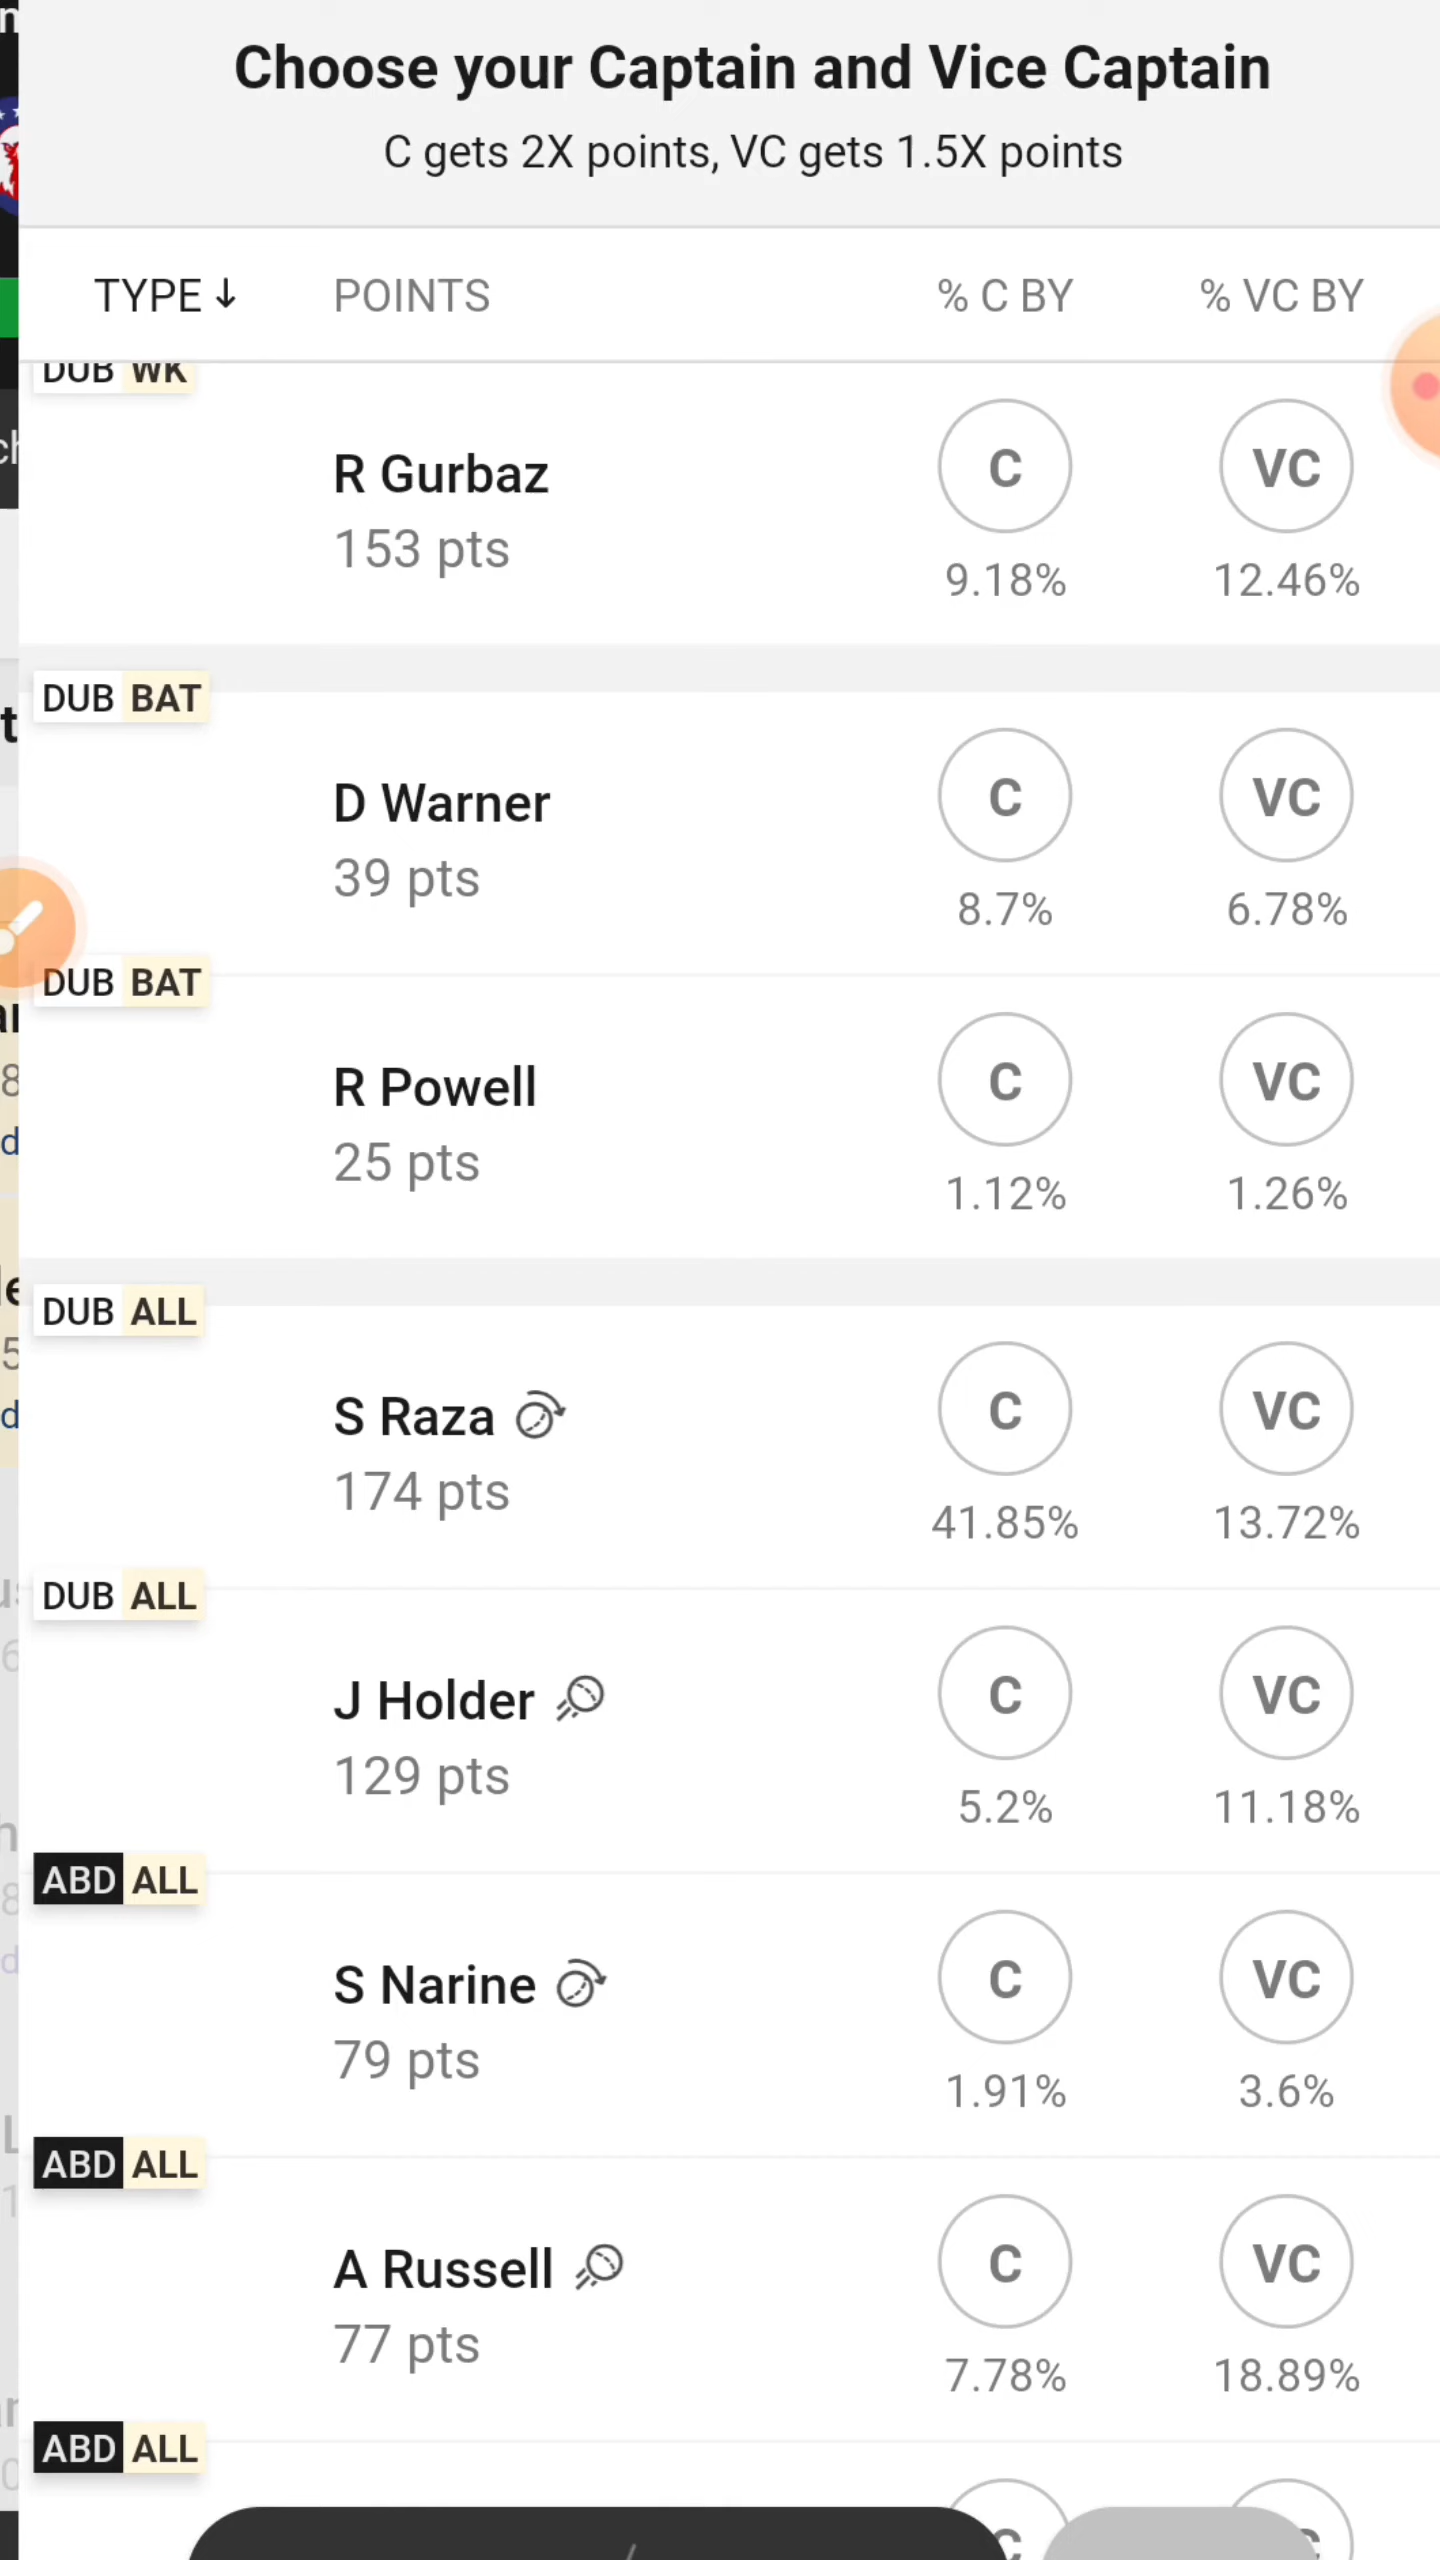 Choose your Captain and Vice Captain
C gets 2X points, VC gets 1.5X points
TYPE ↓ POINTS % C BY % VC BY
DUB WK
R Gurbaz C VC
153 pts
9.18% 12.46%
DUB BAT
D Warner C VC
39 pts
8.7% 6.78%
DUB BAT
R Powell C VC
25 pts
1.12% 1.26%
DUB ALL
S Raza C VC
174 pts
41.85% 13.72%
DUB ALL
J Holder C VC
129 pts
5.2% 11.18%
ABD ALL
S Narine C VC
79 pts
1.91% 3.6%
ABD ALL
A Russell C VC
77 pts
7.78% 18.89%
ABD ALL